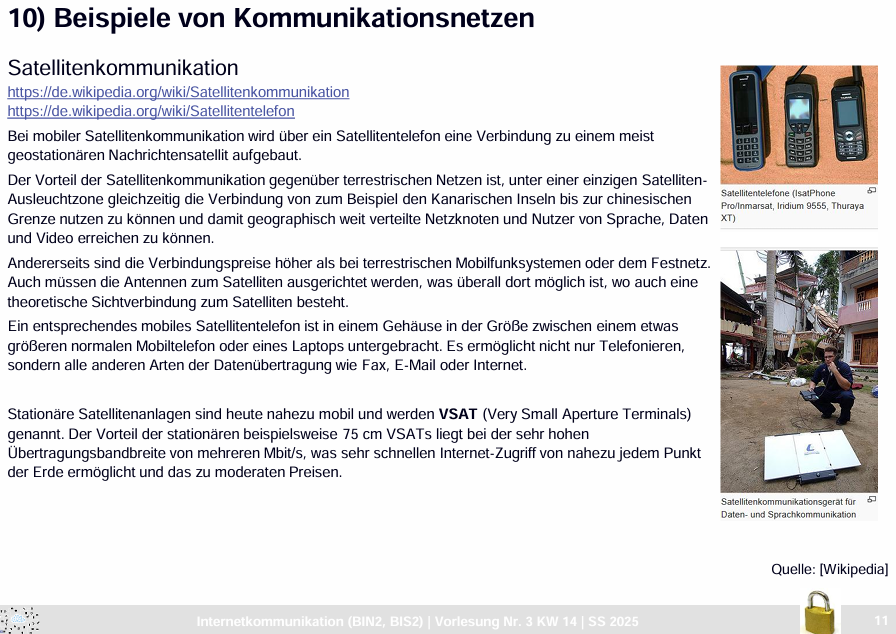 10) Beispiele von Kommunikationsnetzen
Satellitenkommunikation
https://de.wikipedia.org/wiki/Satellitenkommunikation
https://de.wikipedia.org/wiki/Satellitentelefon
Bei mobiler Satellitenkommunikation wird über ein Satellitentelefon eine Verbindung zu einem meist
geostationären Nachrichtensatellit aufgebaut.
Der Vorteil der Satellitenkommunikation gegenüber terrestrischen Netzen ist, unter einer einzigen Satelliten-
Ausleuchtzone gleichzeitig die Verbindung von zum Beispiel den Kanarischen Inseln bis zur chinesischen
Grenze nutzen zu können und damit geographisch weit verteilte Netzknoten und Nutzer von Sprache, Daten
und Video erreichen zu können.
Andererseits sind die Verbindungspreise höher als bei terrestrischen Mobilfunksystemen oder dem Festnetz.
Auch müssen die Antennen zum Satelliten ausgerichtet werden, was überall dort möglich ist, wo auch eine
theoretische Sichtverbindung zum Satelliten besteht.
Ein entsprechendes mobiles Satellitentelefon ist in einem Gehäuse in der Größe zwischen einem etwas
größeren normalen Mobiltelefon oder eines Laptops untergebracht. Es ermöglicht nicht nur Telefonieren,
sondern alle anderen Arten der Datenübertragung wie Fax, E-Mail oder Internet.
Stationäre Satellitenanlagen sind heute nahezu mobil und werden VSAT (Very Small Aperture Terminals)
genannt. Der Vorteil der stationären beispielsweise 75 cm VSATs liegt bei der sehr hohen
Übertragungsbandbreite von mehreren Mbit/s, was sehr schnellen Internet-Zugriff von nahezu jedem Punkt
der Erde ermöglicht und das zu moderaten Preisen.
Satellitentelefone (IsatPhone
Pro/Inmarsat, Iridium 9555, Thuraya
XT)
Satellitenkommunikationsgerät für
Daten- und Sprachkommunikation
Quelle: [Wikipedia]
Internetkommunikation (BIN2, BIS2) | Vorlesung Nr. 3 KW 14 | SS 2025
11